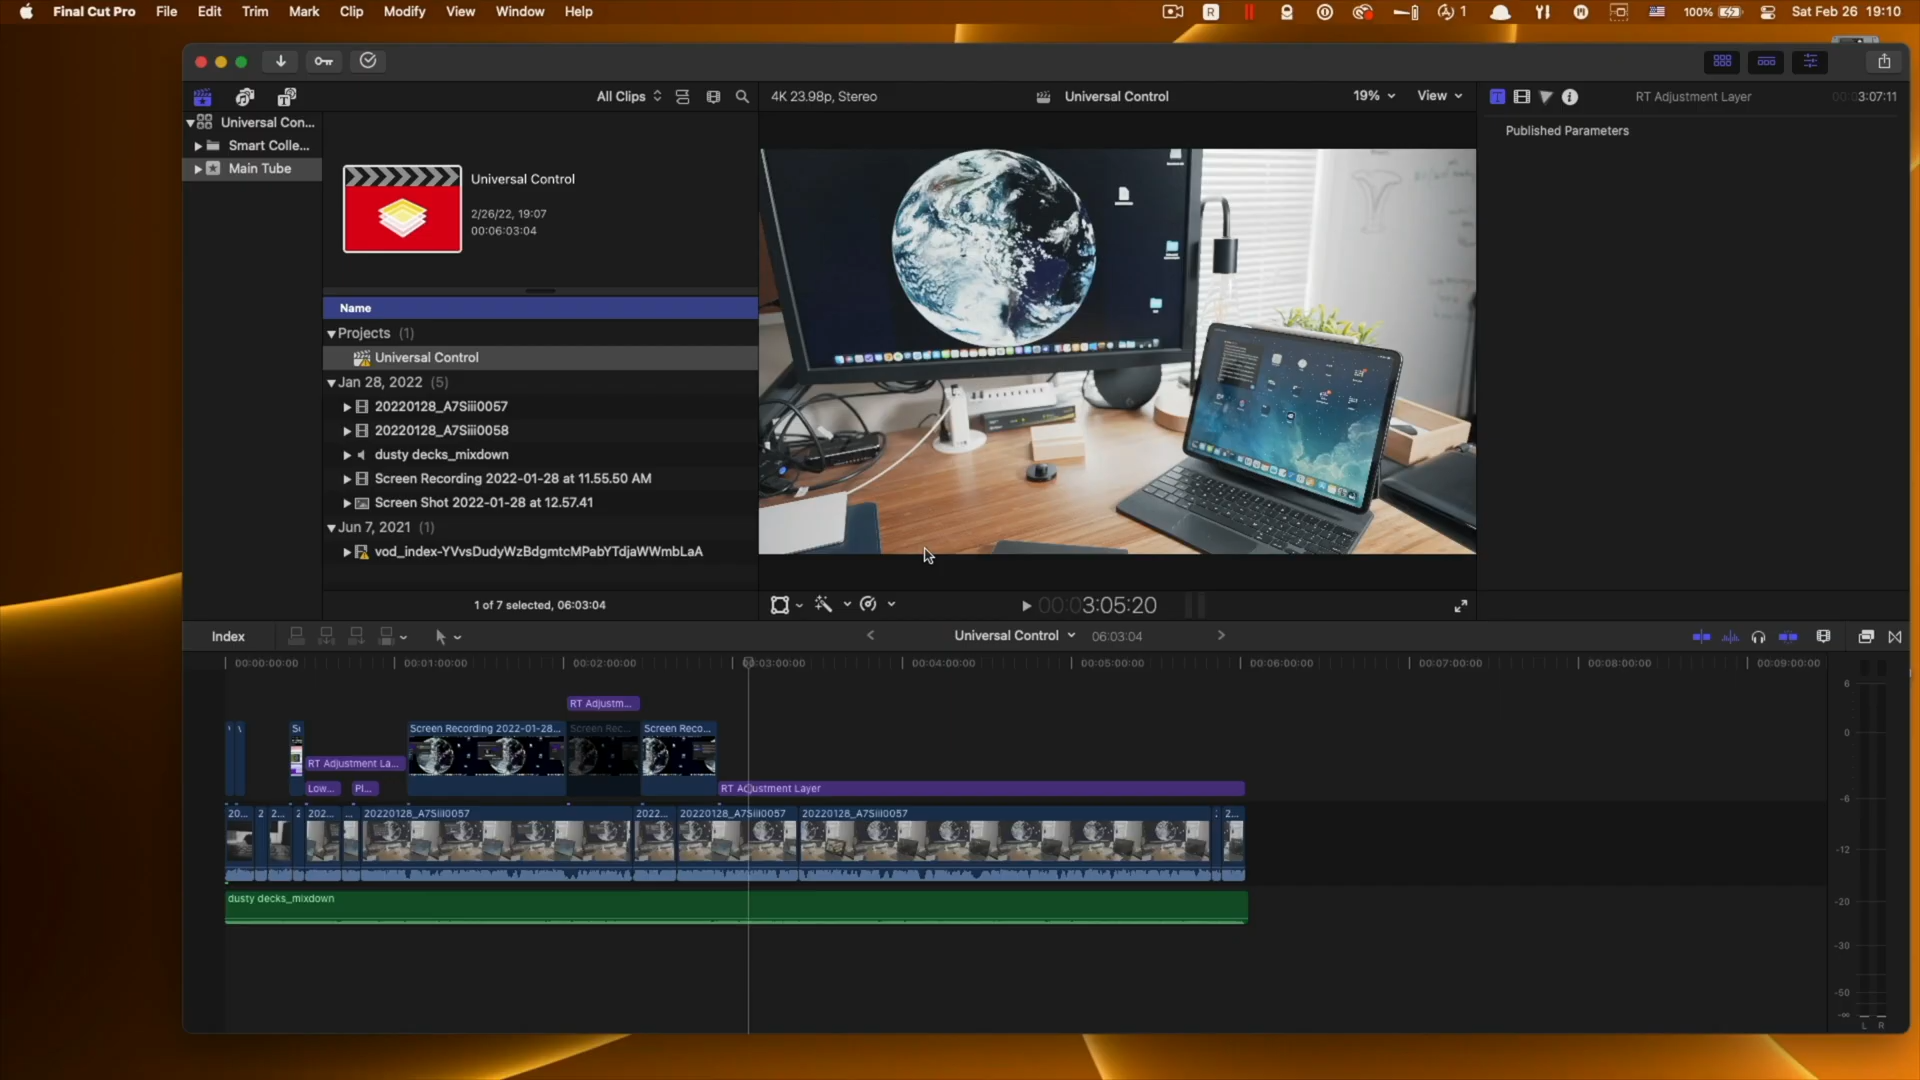 Final Cut Pro File Edit Trim Mark Clip Modify View Window Help
1 100% Sat Feb 26 19:10
All Clips
4K 23.98p, Stereo Universal Control 19% View
RT Adjustment Layer 00:03:07:11
Universal Con...
Smart Colle...
Main Tube
Universal Control
2/26/22, 19:07
00:06:03:04
Published Parameters
Name
Projects (1)
Universal Control
Jan 28, 2022 (5)
20220128_A7Siii0057
20220128_A7Siii0058
dusty decks_mixdown
Screen Recording 2022-01-28 at 11.55.50 AM
Screen Shot 2022-01-28 at 12.57.41
Jun 7, 2021 (1)
vod_index-YVvsDudyWzBdgmtcMPabYTdjaWWmbLaA
1 of 7 selected, 06:03:04
00:03:05:20
Index
Universal Control 06:03:04
00:00:00:00 00:01:00:00 00:02:00:00 00:03:00:00 00:04:00:00 00:05:00:00 00:06:00:00 00:07:00:00 00:08:00:00 00:09:00:00
RT Adjustm...
Screen Recording 2022-01-28... Screen Rec... Screen Reco...
RT Adjustment La...
Low... Pl... RT Adjustment Layer
20... 2 2... 2 202... ... 20220128_A7Siii0057 2022... 20220128_A7Siii0057 20220128_A7Siii0057 2...
dusty decks_mixdown
6
0
-6
-12
-20
-30
-50
-∞
L R